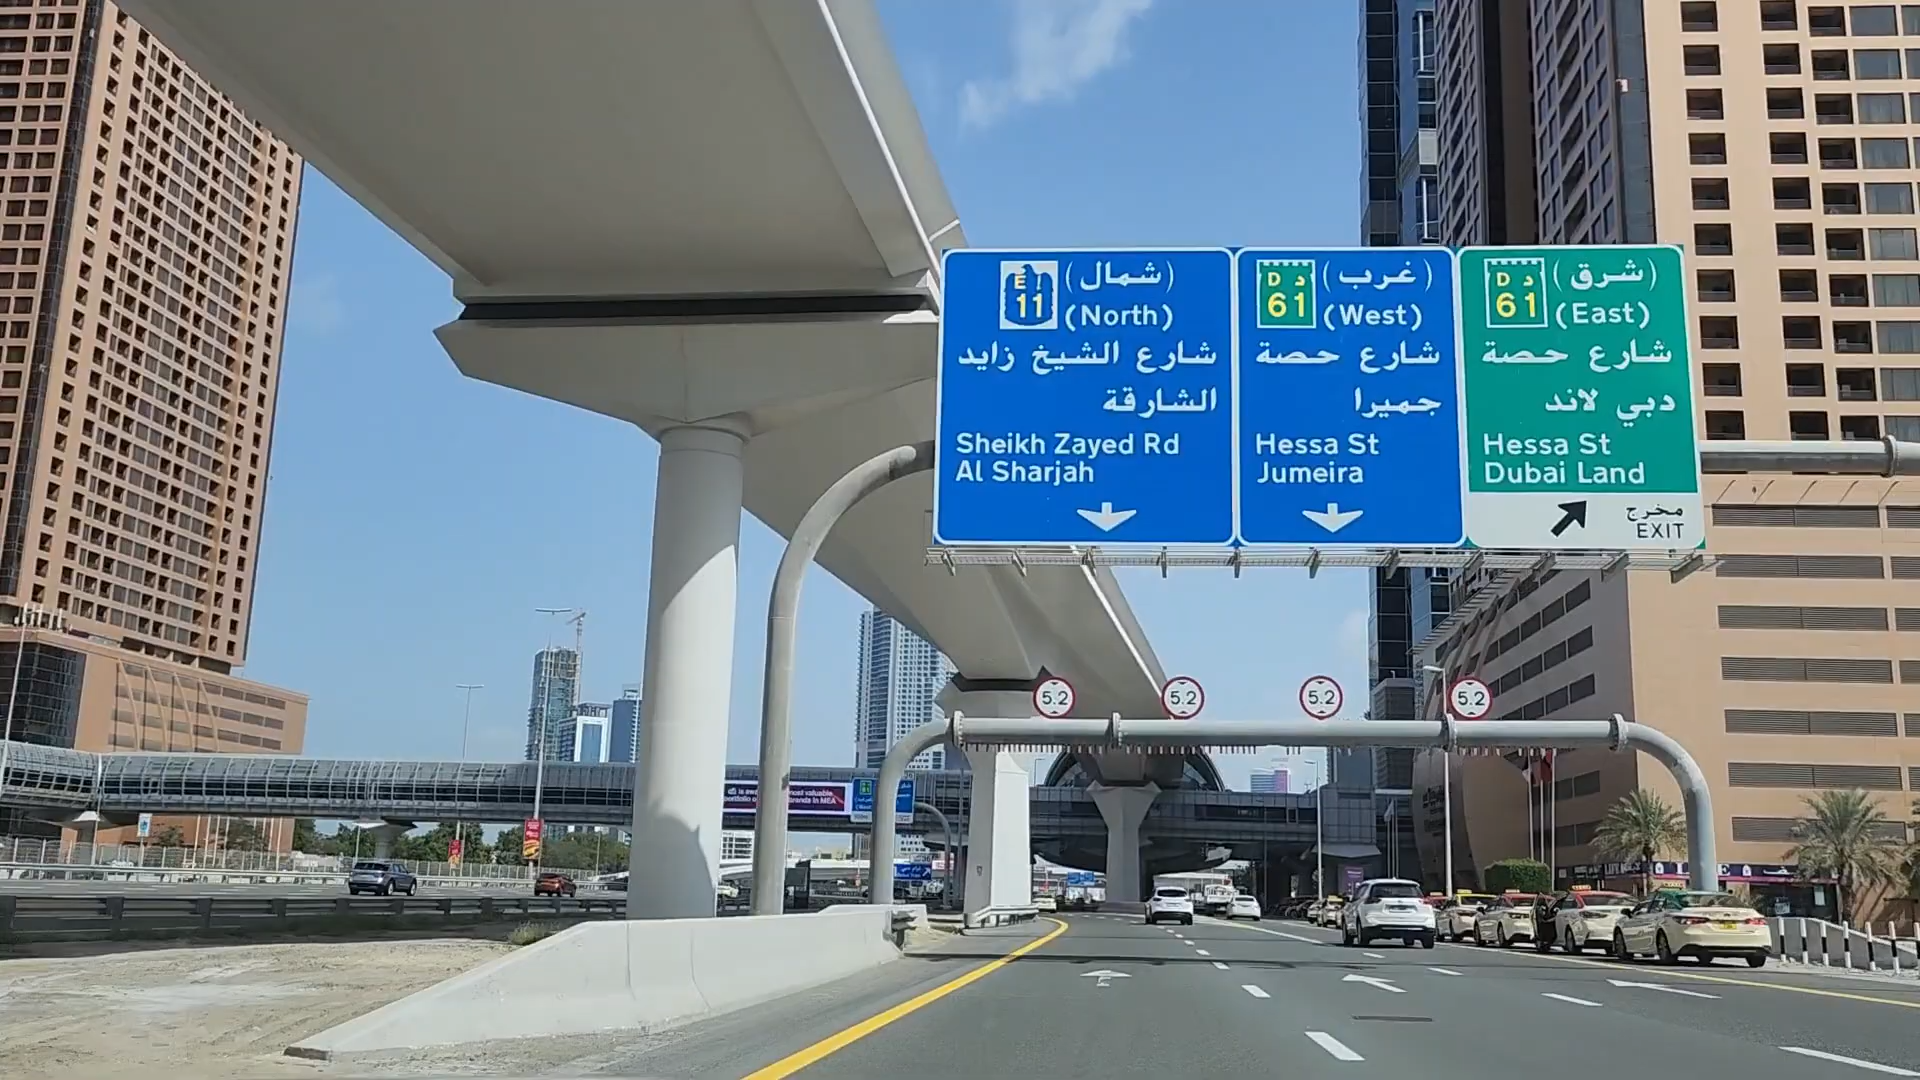 E
11
(شمال)
(North)
شارع الشيخ زايد
الشارقة
Sheikh Zayed Rd
Al Sharjah
D د
61
(غرب)
(West)
شارع حصة
جميرا
Hessa St
Jumeira
D د
61
(شرق)
(East)
شارع حصة
دبي لاند
Hessa St
Dubai Land
مخرج
EXIT
5.2
5.2
5.2
5.2